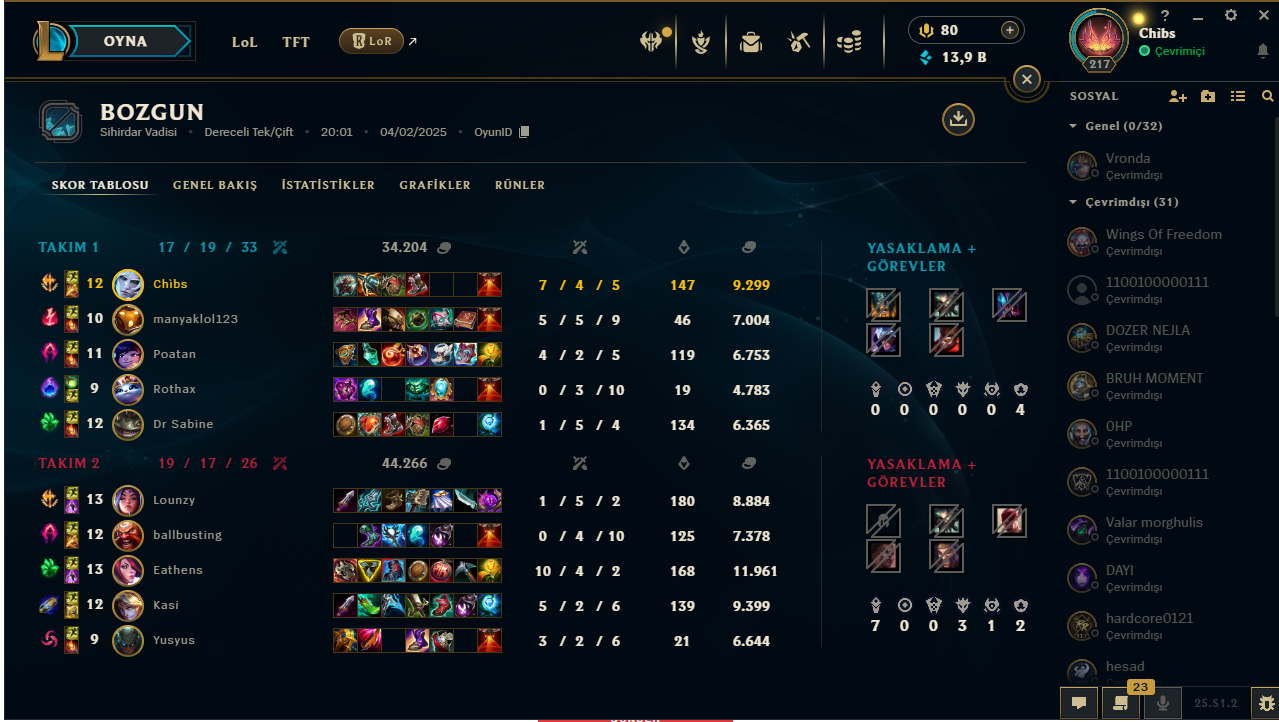 OYNA
LoL
TFT
LoR
80
13,9 B
217
Chibs
Çevrimiçi
BOZGUN
Sihirdar Vadisi • Dereceli Tek/Çift • 20:01 • 04/02/2025 • OyunID
SKOR TABLOSU GENEL BAKIŞ İSTATİSTİKLER GRAFİKLER RÜNLER
TAKIM 1 17 / 19 / 33 34.204
12 Chìbs 7 / 4 / 5 147 9.299
10 manyaklol123 5 / 5 / 9 46 7.004
11 Poatan 4 / 2 / 5 119 6.753
9 Rothax 0 / 3 / 10 19 4.783
12 Dr Sabine 1 / 5 / 4 134 6.365
YASAKLAMA +
GÖREVLER
0 0 0 0 0 4
TAKIM 2 19 / 17 / 26 44.266
13 Lounzy 1 / 5 / 2 180 8.884
12 ballbusting 0 / 4 / 10 125 7.378
13 Eathens 10 / 4 / 2 168 11.961
12 Kasi 5 / 2 / 6 139 9.399
9 Yusyus 3 / 2 / 6 21 6.644
YASAKLAMA +
GÖREVLER
7 0 0 3 1 2
SOSYAL
Genel (0/32)
Vronda
Çevrimdışı
Çevrimdışı (31)
Wings Of Freedom
Çevrimdışı
1100100000111
Çevrimdışı
DOZER NEJLA
Çevrimdışı
BRUH MOMENT
Çevrimdışı
OHP
Çevrimdışı
1100100000111
Çevrimdışı
Valar morghulis
Çevrimdışı
DAYI
Çevrimdışı
hardcore0121
Çevrimdışı
hesad
23
25.S1.2